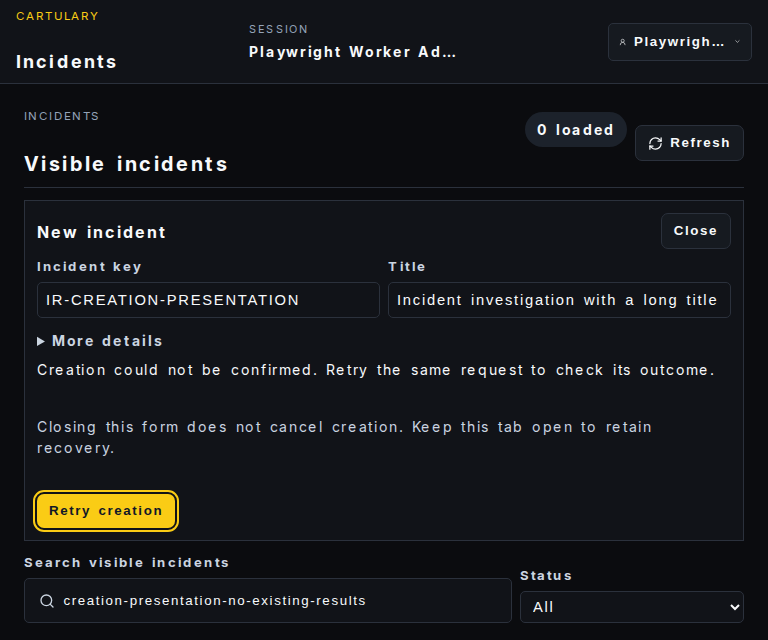 CARTULARY
Incidents
SESSION
Playwright Worker Ad…
Playwrigh…
INCIDENTS
Visible incidents
0 loaded
Refresh
New incident
Close
Incident key
Title
IR-CREATION-PRESENTATION
Incident investigation with a long title
More details
Creation could not be confirmed. Retry the same request to check its outcome.
Closing this form does not cancel creation. Keep this tab open to retain
recovery.
Retry creation
Search visible incidents
Status
creation-presentation-no-existing-results
All